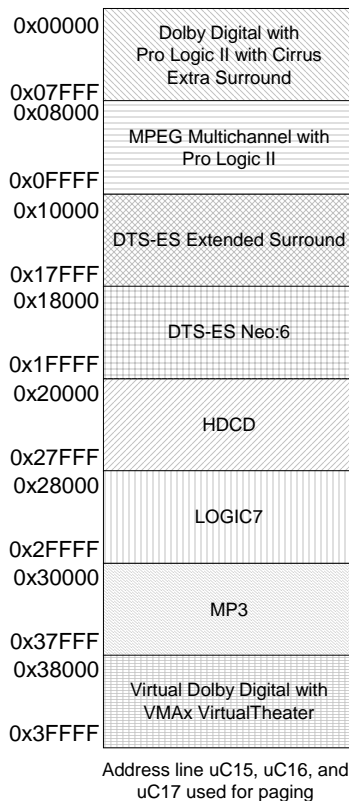 0x00000
Dolby Digital with
Pro Logic II with Cirrus
Extra Surround
0x07FFF
0x08000
MPEG Multichannel with
Pro Logic II
0x0FFFF
0x10000
DTS-ES Extended Surround
0x17FFF
0x18000
DTS-ES Neo:6
0x1FFFF
0x20000
HDCD
0x27FFF
0x28000
LOGIC7
0x2FFFF
0x30000
MP3
0x37FFF
0x38000
Virtual Dolby Digital with
VMAx VirtualTheater
0x3FFFF
Address line uC15, uC16, and
uC17 used for paging